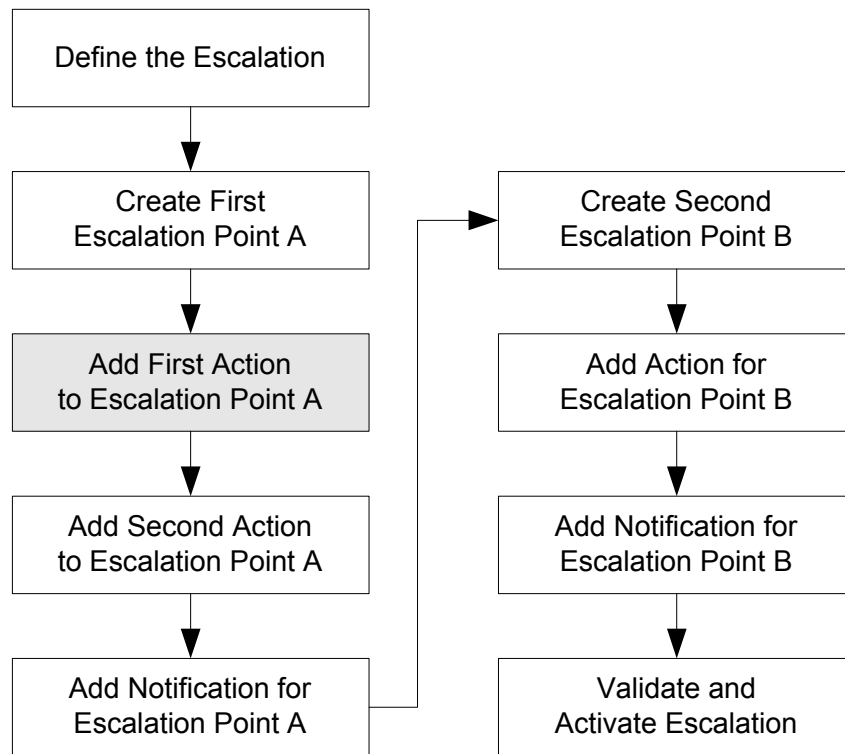 Define the Escalation
Create First
Escalation Point A
Add First Action
to Escalation Point A
Add Second Action
to Escalation Point A
Add Notification for
Escalation Point A
Create Second
Escalation Point B
Add Action for
Escalation Point B
Add Notification for
Escalation Point B
Validate and
Activate Escalation